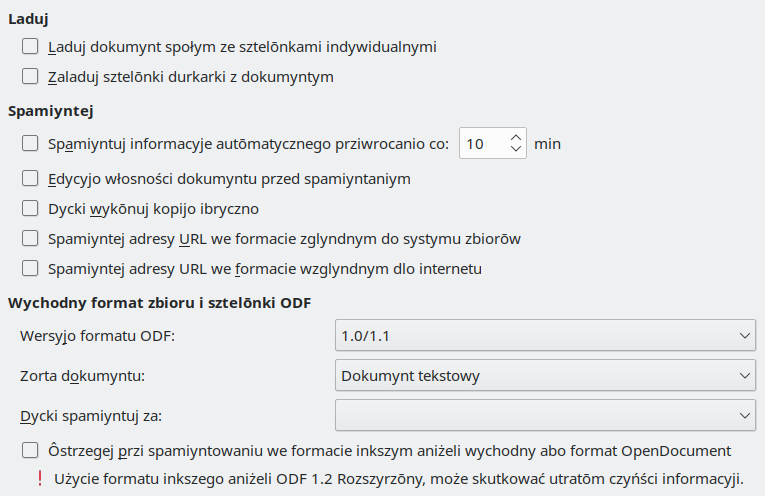 Laduj
Laduj dokumynt społym ze sztelōnkami indywidualnymi
Zaladuj sztelōnki durkarki z dokumyntym
Spamiyntej
Spamiyntuj informacyje autōmatycznego prziwrocanio co: 10 min
Edycyjo włosności dokumyntu przed spamiyntaniym
Dycki wykōnuj kopijo ibryczno
Spamiyntej adresy URL we formacie zglyndnym do systymu zbiorōw
Spamiyntej adresy URL we formacie wzglyndnym dlo internetu
Wychodny format zbioru i sztelōnki ODF
Wersyjo formatu ODF: 1.0/1.1
Zorta dokumyntu: Dokumynt tekstowy
Dycki spamiyntuj za:
Ôstrzegej przi spamiyntowaniu we formacie inkszym aniżeli wychodny abo format OpenDocument
Użycie formatu inkszego aniżeli ODF 1.2 Rozszyrzōny, może skutkować utratōm czyńści informacyji.